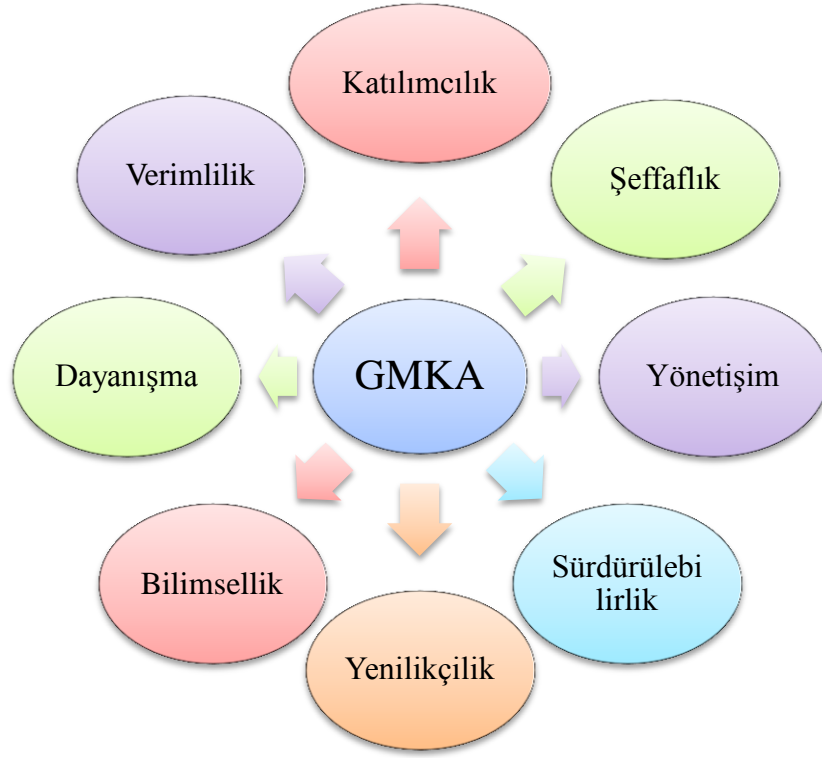 Katılımcılık
Şeffaflık
Verimlilik
Dayanışma
GMKA
Yönetişim
Bilimsellik
Sürdürülebi
lirlik
Yenilikçilik